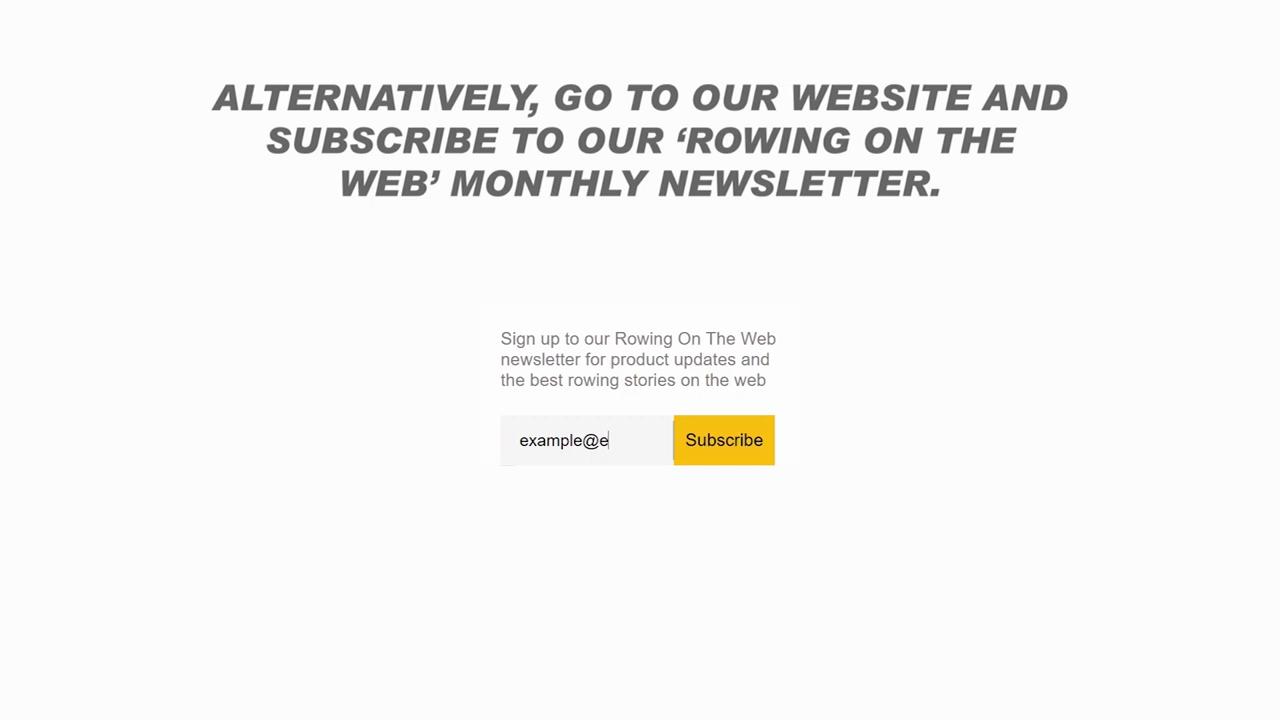 ALTERNATIVELY, GO TO OUR WEBSITE AND
SUBSCRIBE TO OUR ‘ROWING ON THE
WEB’ MONTHLY NEWSLETTER.
Sign up to our Rowing On The Web
newsletter for product updates and
the best rowing stories on the web
example@e
Subscribe